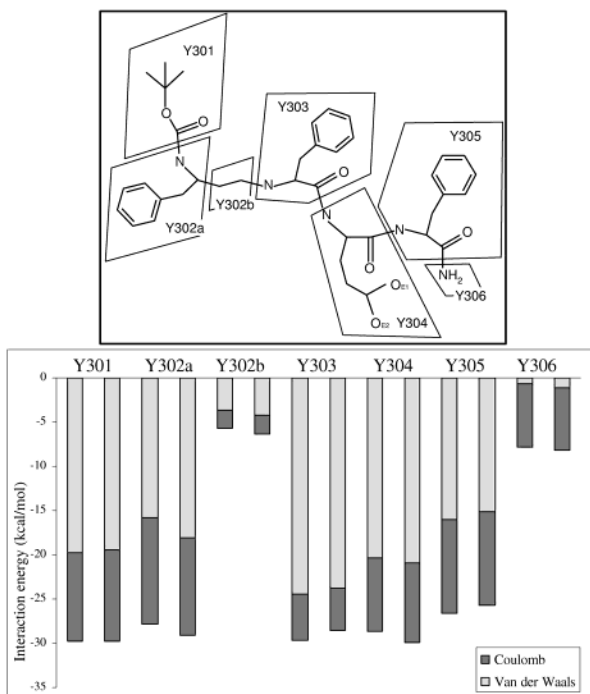 Y301
O
O
N
Y303
Y305
N
O
Y302a
Y302b
N
N
O
O
NH2
OE1
OE2
Y304
Y306
Y301 Y302a Y302b Y303 Y304 Y305 Y306
Interaction energy (kcal/mol)
0
-5
-10
-15
-20
-25
-30
-35
Coulomb
Van der Waals